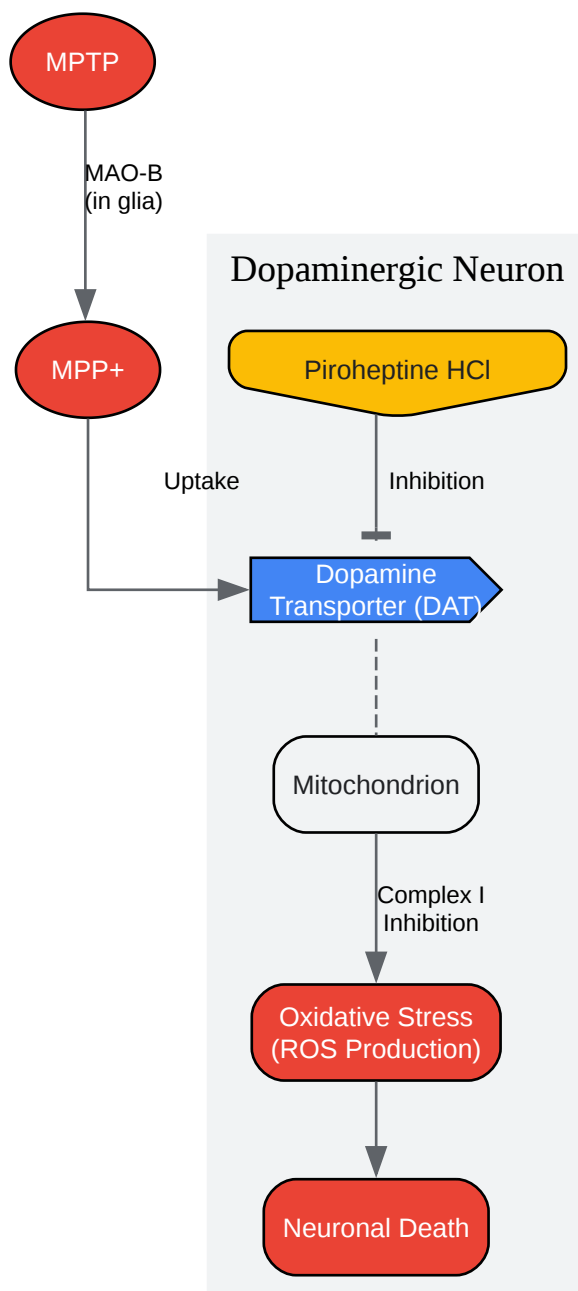 MPTP
MAO-B
(in glia)
Dopaminergic Neuron
MPP+
Piroheptine HCl
Uptake
Inhibition
Dopamine
Transporter (DAT)
Mitochondrion
Complex I
Inhibition
Oxidative Stress
(ROS Production)
Neuronal Death